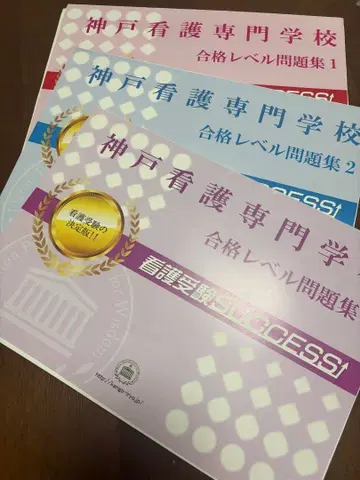 神戸看護専門学校
合格レベル問題集1
神戸看護専門学校
合格レベル問題集2
神戸看護専門学
合格レベル問題集
看護受験の
決定版!!
看護受験SUCCESS!